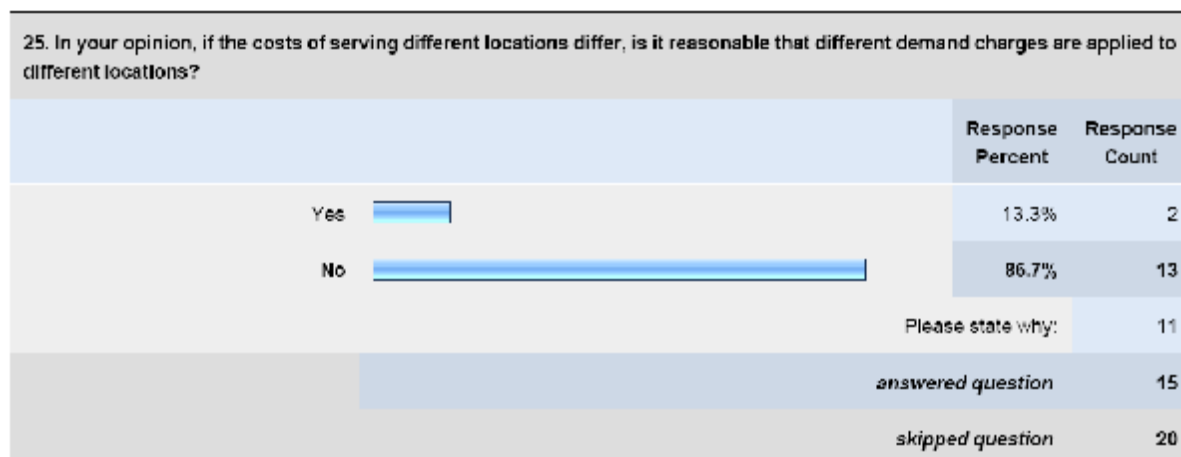 25. In your opinion, if the costs of serving different locations differ, is it reasonable that different demand charges are applied to
different locations?
Response Percent Response Count
Yes 13.3% 2
No 86.7% 13
Please state why: 11
answered question 15
skipped question 20